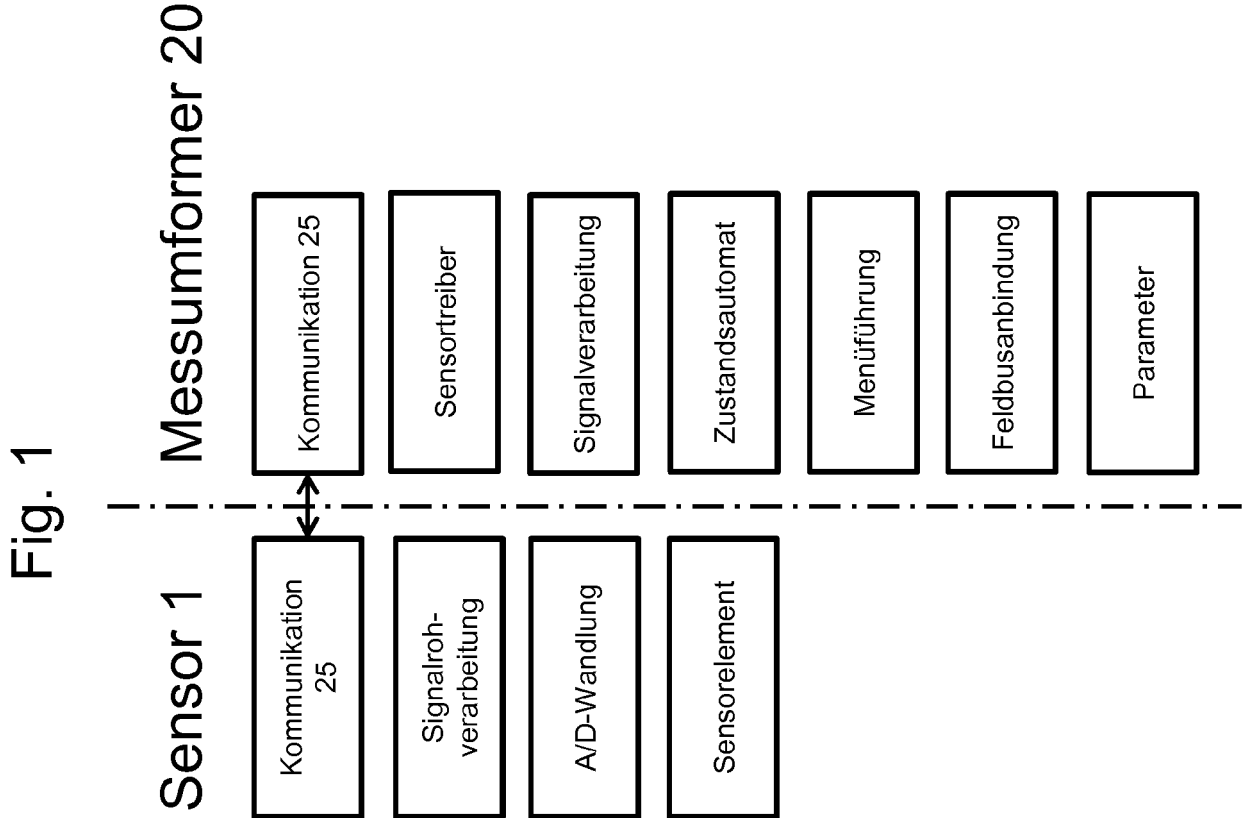 Fig. 1
Sensor 1
Messumformer 20
Kommunikation
25
Kommunikation 25
Signalroh-
verarbeitung
Sensortreiber
A/D-Wandlung
Signalverarbeitung
Sensorelement
Zustandsautomat
Menüführung
Feldbusanbindung
Parameter